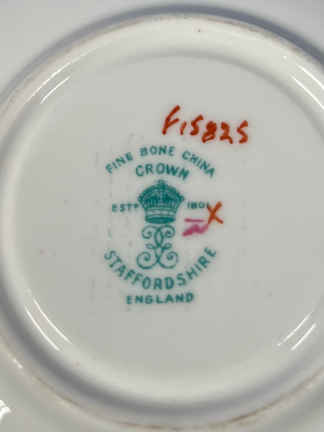 F15825
FINE BONE CHINA
CROWN
ESTD 1801
X
STAFFORDSHIRE
ENGLAND